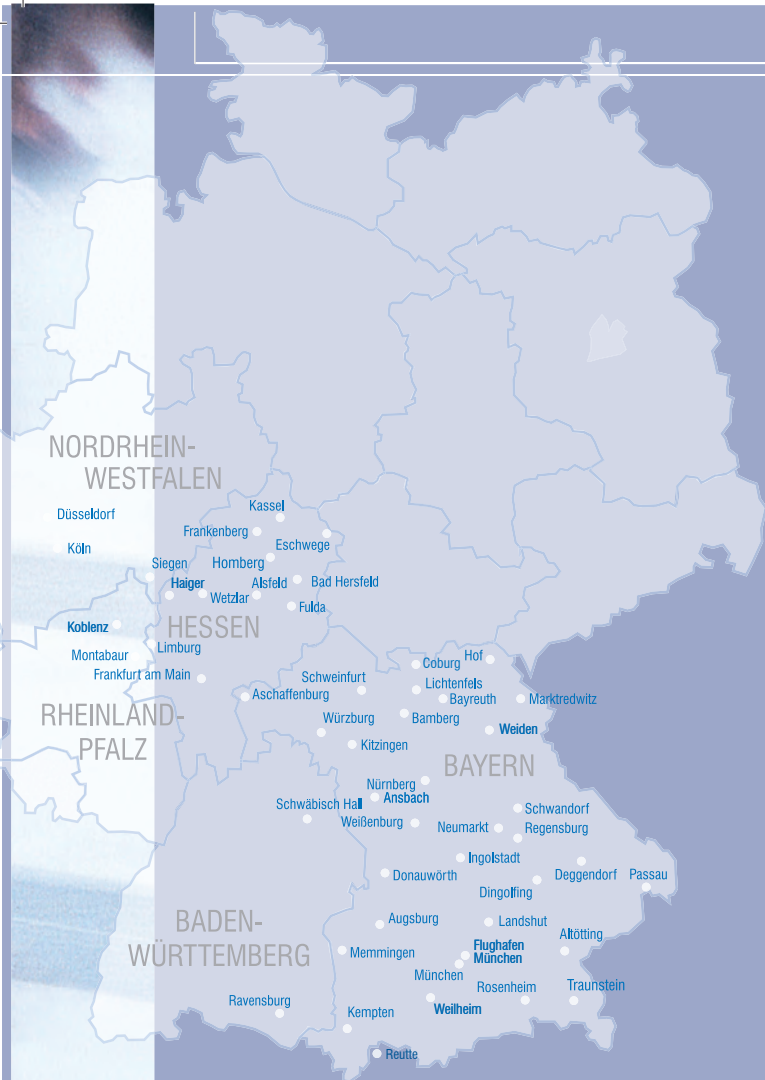 NORDRHEIN-
WESTFALEN
Düsseldorf
Köln
Kassel
Frankenberg
Eschwege
Siegen
Homberg
Haiger
Alsfeld
Bad Hersfeld
Wetzlar
Fulda
Koblenz
HESSEN
Montabaur
Limburg
Frankfurt am Main
Coburg
Hof
Schweinfurt
Lichtenfels
Aschaffenburg
Bayreuth
Marktredwitz
RHEINLAND-
PFALZ
Würzburg
Bamberg
Weiden
Kitzingen
BAYERN
Nürnberg
Ansbach
Schwäbisch Hall
Schwandorf
Weißenburg
Neumarkt
Regensburg
Ingolstadt
Donauwörth
Deggendorf
Passau
Dingolfing
BADEN-
WÜRTTEMBERG
Augsburg
Landshut
Altötting
Memmingen
Flughafen
München
München
Rosenheim
Traunstein
Ravensburg
Kempten
Weilheim
Reutte